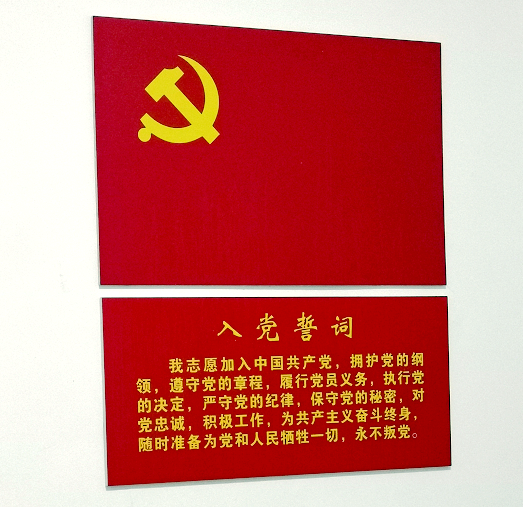 入党誓词
我志愿加入中国共产党，拥护党的纲
领，遵守党的章程，履行党员义务，执行党
的决定，严守党的纪律，保守党的秘密，对
党忠诚，积极工作，为共产主义奋斗终身，
随时准备为党和人民牺牲一切，永不叛党。